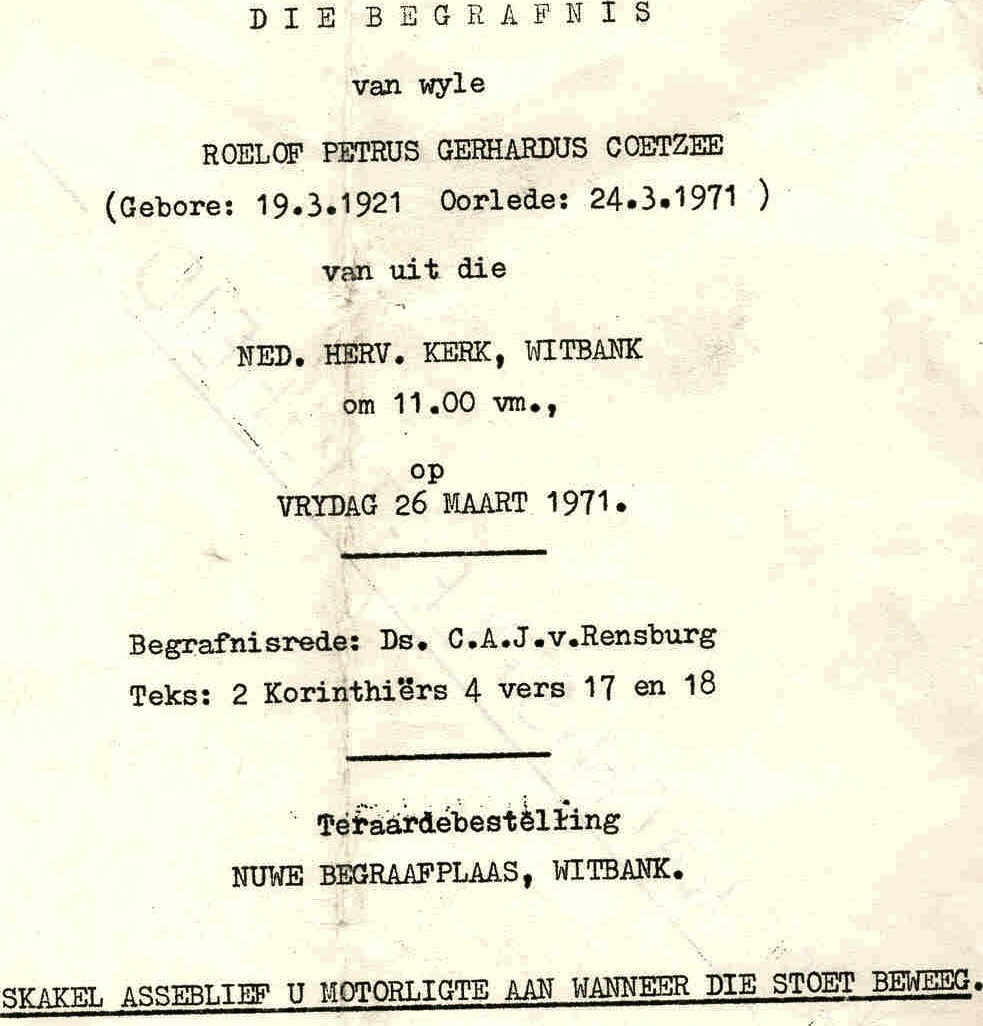 DIE BEGRAFNIS
van wyle
ROELOF PETRUS GERHARDUS COETZEE
(Gebore: 19.3.1921 Oorlede: 24.3.1971 )
van uit die
NED. HERV. KERK, WITBANK
om 11.00 vm.,
op
VRYDAG 26 MAART 1971.
Begrafnisrede: Ds. C.A.J.v.Rensburg
Teks: 2 Korinthiërs 4 vers 17 en 18
Teraardebestelling
NUWE BEGRAAFPLAAS, WITBANK.
SKAKEL ASSEBLIEF U MOTORLIGTE AAN WANNEER DIE STOET BEWEEG.